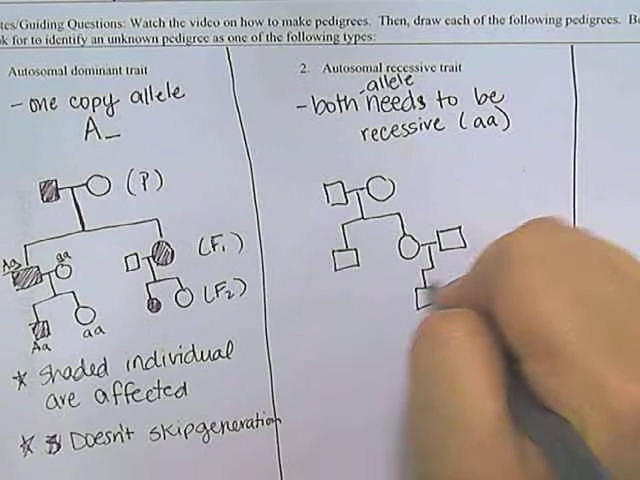 tes/Guiding Questions: Watch the video on how to make pedigrees. Then, draw each of the following pedigrees. Be
k for to identify an unknown pedigree as one of the following types:
Autosomal dominant trait
- one copy allele
A_
(P)
(F1)
(F2)
Aa
aa
Aa
aa
* Shaded individual
are affected
* Doesn't skip generation
2. Autosomal recessive trait
allele
- both needs to be
recessive (aa)